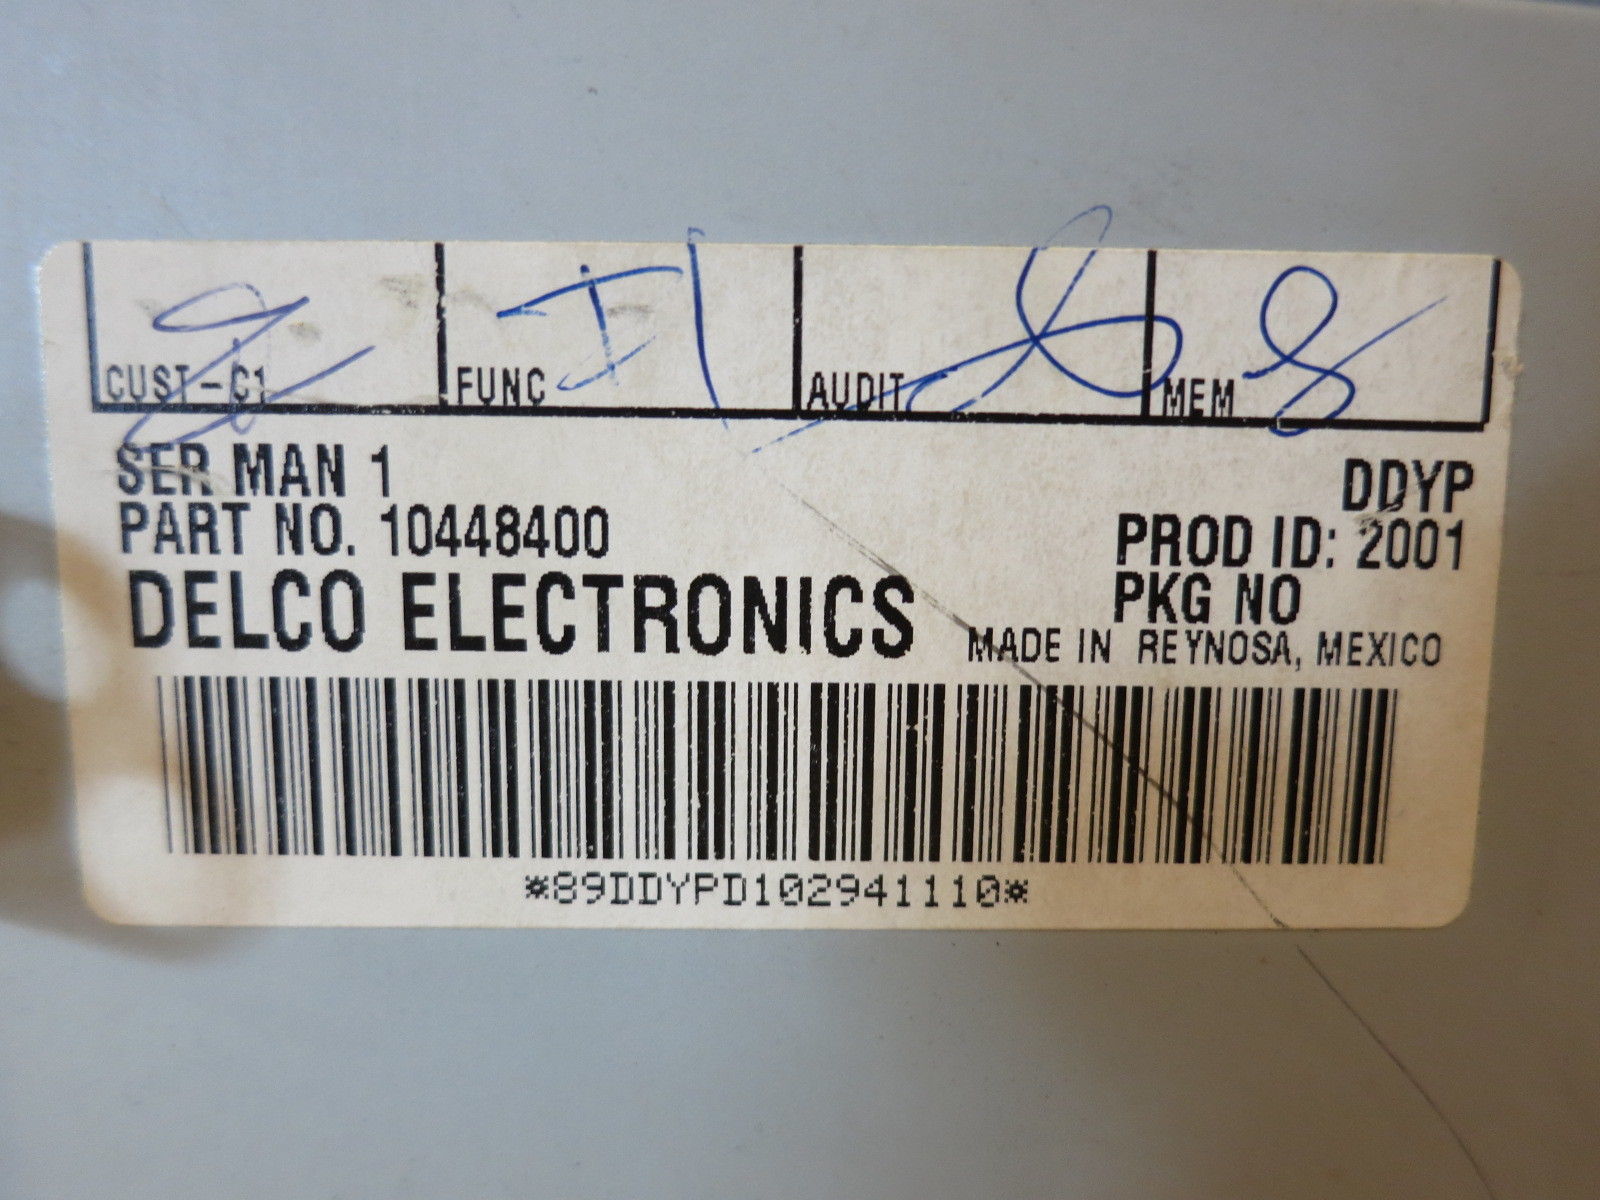 CUST-C1 FUNC AUDIT MEM
SER MAN 1 DDYP
PART NO. 10448400 PROD ID: 2001
DELCO ELECTRONICS PKG NO
MADE IN REYNOSA, MEXICO
*89DDYPD102941110*